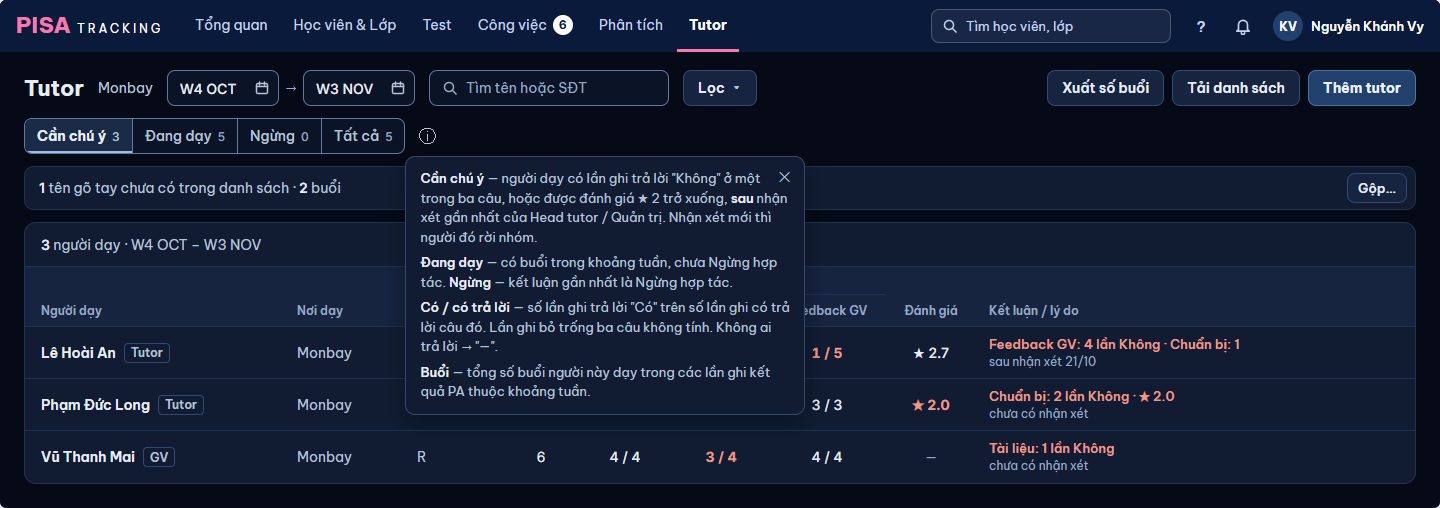 PISA TRACKING Tổng quan Học viên & Lớp Test Công việc 6 Phân tích Tutor Tìm học viên, lớp ? KV Nguyễn Khánh Vy
Tutor Monbay W4 OCT → W3 NOV Tìm tên hoặc SĐT Lọc Xuất số buổi Tải danh sách Thêm tutor
Cần chú ý 3 Đang dạy 5 Ngừng 0 Tất cả 5
1 tên gõ tay chưa có trong danh sách · 2 buổi Gộp...
Cần chú ý — người dạy có lần ghi trả lời "Không" ở một
trong ba câu, hoặc được đánh giá ★ 2 trở xuống, sau nhận
xét gần nhất của Head tutor / Quản trị. Nhận xét mới thì
người đó rời nhóm.
Đang dạy — có buổi trong khoảng tuần, chưa Ngừng hợp
tác. Ngừng — kết luận gần nhất là Ngừng hợp tác.
Có / có trả lời — số lần ghi trả lời "Có" trên số lần ghi có trả
lời câu đó. Lần ghi bỏ trống ba câu không tính. Không ai
trả lời → "—".
Buổi — tổng số buổi người này dạy trong các lần ghi kết
quả PA thuộc khoảng tuần.
3 người dạy · W4 OCT – W3 NOV
Người dạy Nơi dạy edback GV Đánh giá Kết luận / lý do
Lê Hoài An Tutor Monbay 1 / 5 ★ 2.7 Feedback GV: 4 lần Không · Chuẩn bị: 1
sau nhận xét 21/10
Phạm Đức Long Tutor Monbay 3 / 3 ★ 2.0 Chuẩn bị: 2 lần Không · ★ 2.0
chưa có nhận xét
Vũ Thanh Mai GV Monbay R 6 4 / 4 3 / 4 4 / 4 — Tài liệu: 1 lần Không
chưa có nhận xét